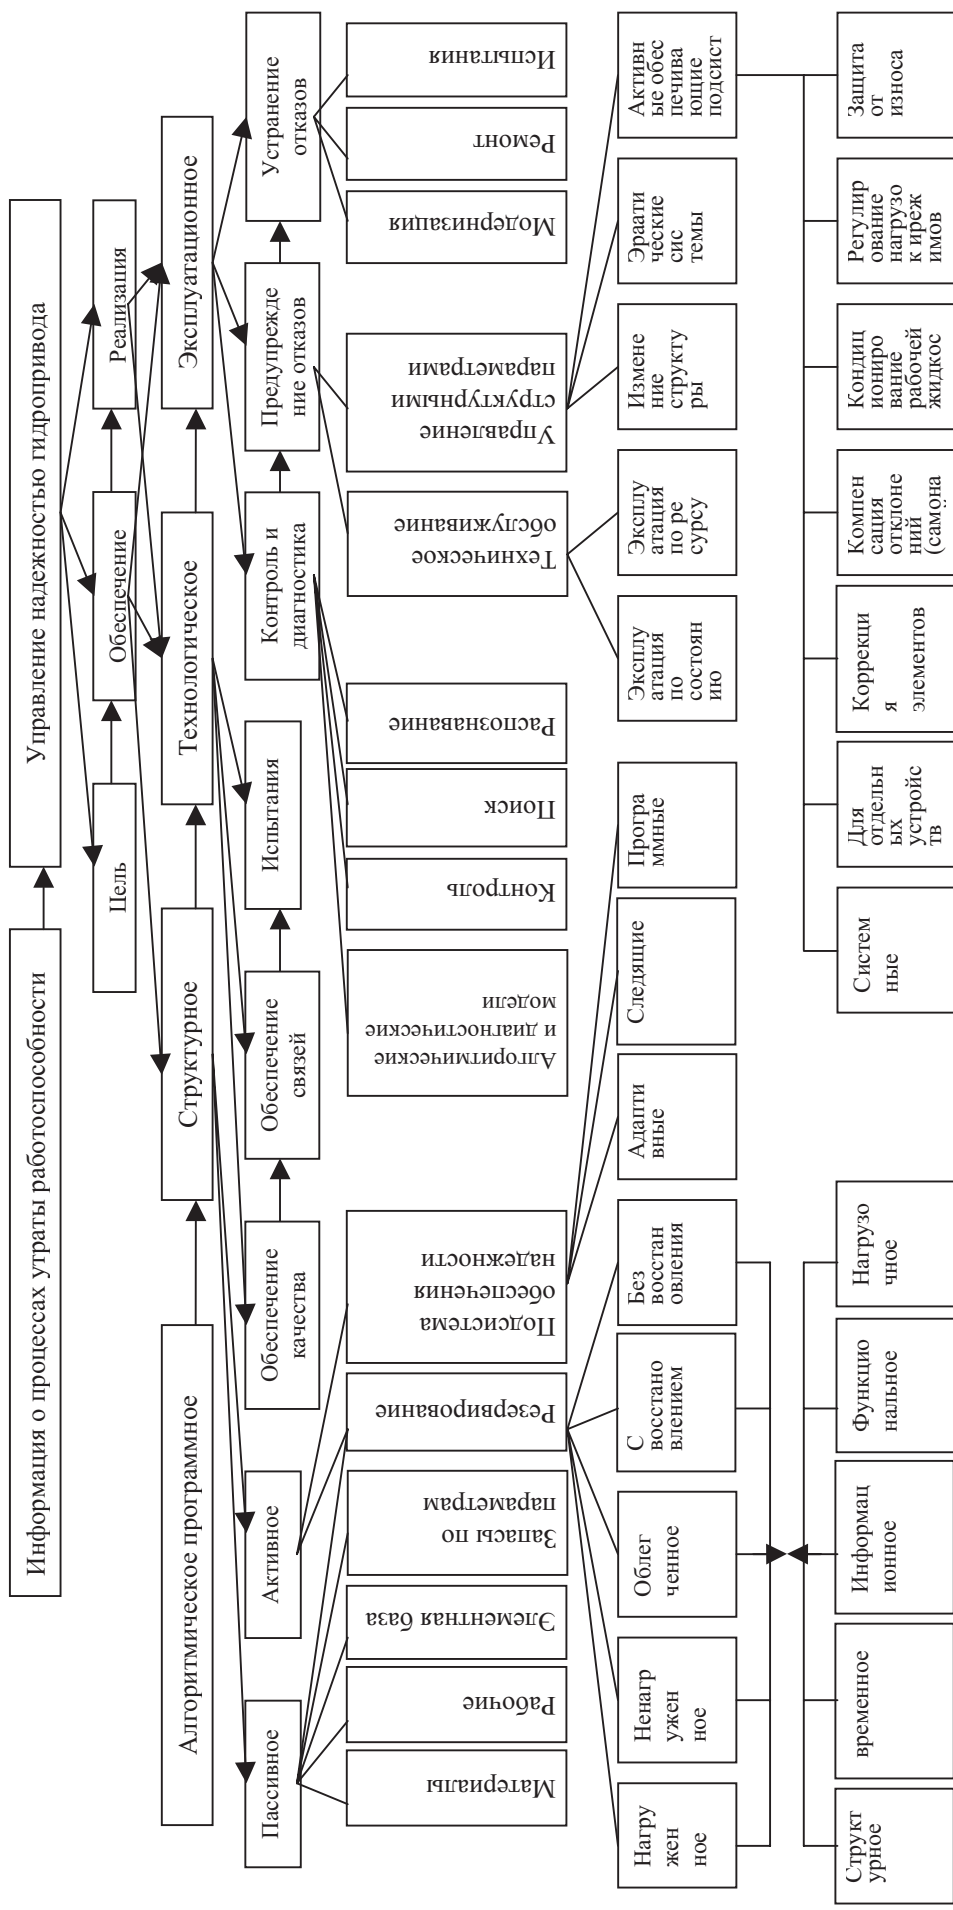 Информация о процессах утраты работоспособности
Управление надежностью гидропривода
Цель
Обеспечение
Реализация
Алгоритмическое программное
Структурное
Технологическое
Эксплуатационное
Пассивное
Активное
Обеспечение
качества
Обеспечение
связей
Испытания
Контроль и
диагностика
Предупрежде
ние отказов
Устранение
отказов
Материалы
Рабочие
Элементная база
Запасы по
параметрам
Резервирование
Подсистема
обеспечения
надежности
Алгоритмические
и диагностические
модели
Контроль
Поиск
Распознавание
Техническое
обслуживание
Управление
структурными
параметрами
Модернизация
Ремонт
Испытания
Нагру
жен
ное
Ненагр
ужен
ное
Облег
ченное
С
восстано
влением
Без
восстан
овления
Адапти
вные
Следящие
Програ
ммные
Эксплу
атация
по
состоян
ию
Эксплу
атация
по ре
сурсу
Измене
ние
структу
ры
Эраати
ческие
сис
темы
Активн
ые обес
печива
ющие
подсист
Структ
урное
временное
Информац
ионное
Функцио
нальное
Нагрузо
чное
Систем
ные
Для
отдельн
ых
устройс
тв
Коррекци
я
элементов
Компен
сация
отклоне
ний
(самона
Кондиц
иониро
вание
рабочей
жидкос
Регулир
ование
нагрузо
к иреж
имов
Защита
от
износа